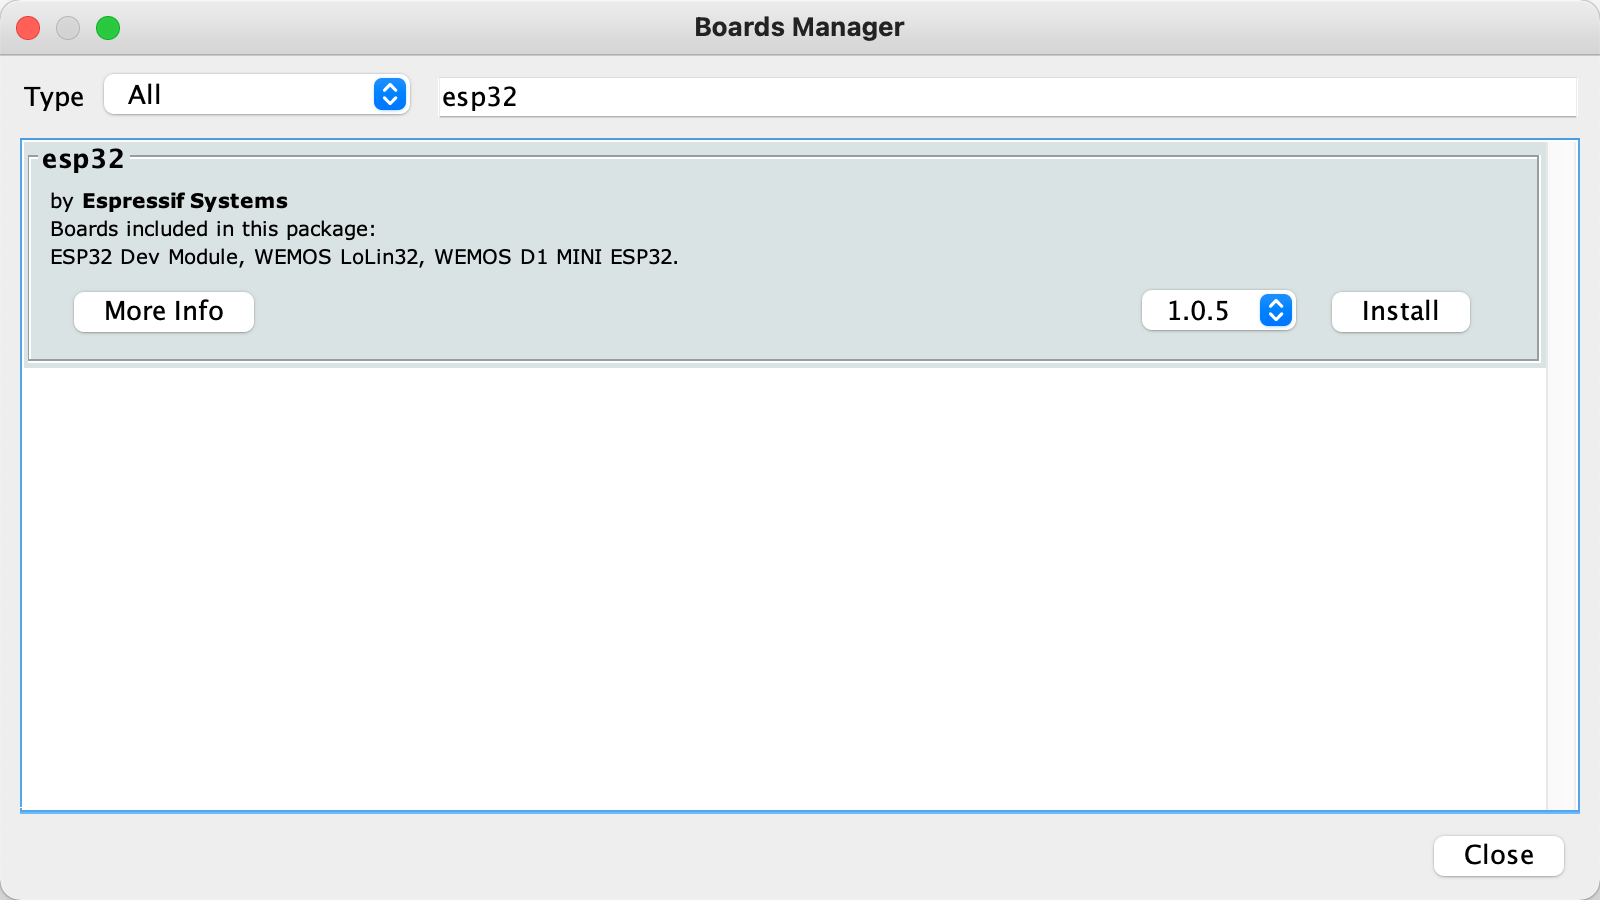 Boards Manager
Type All esp32
esp32
by Espressif Systems
Boards included in this package:
ESP32 Dev Module, WEMOS LoLin32, WEMOS D1 MINI ESP32.
More Info 1.0.5 Install
Close